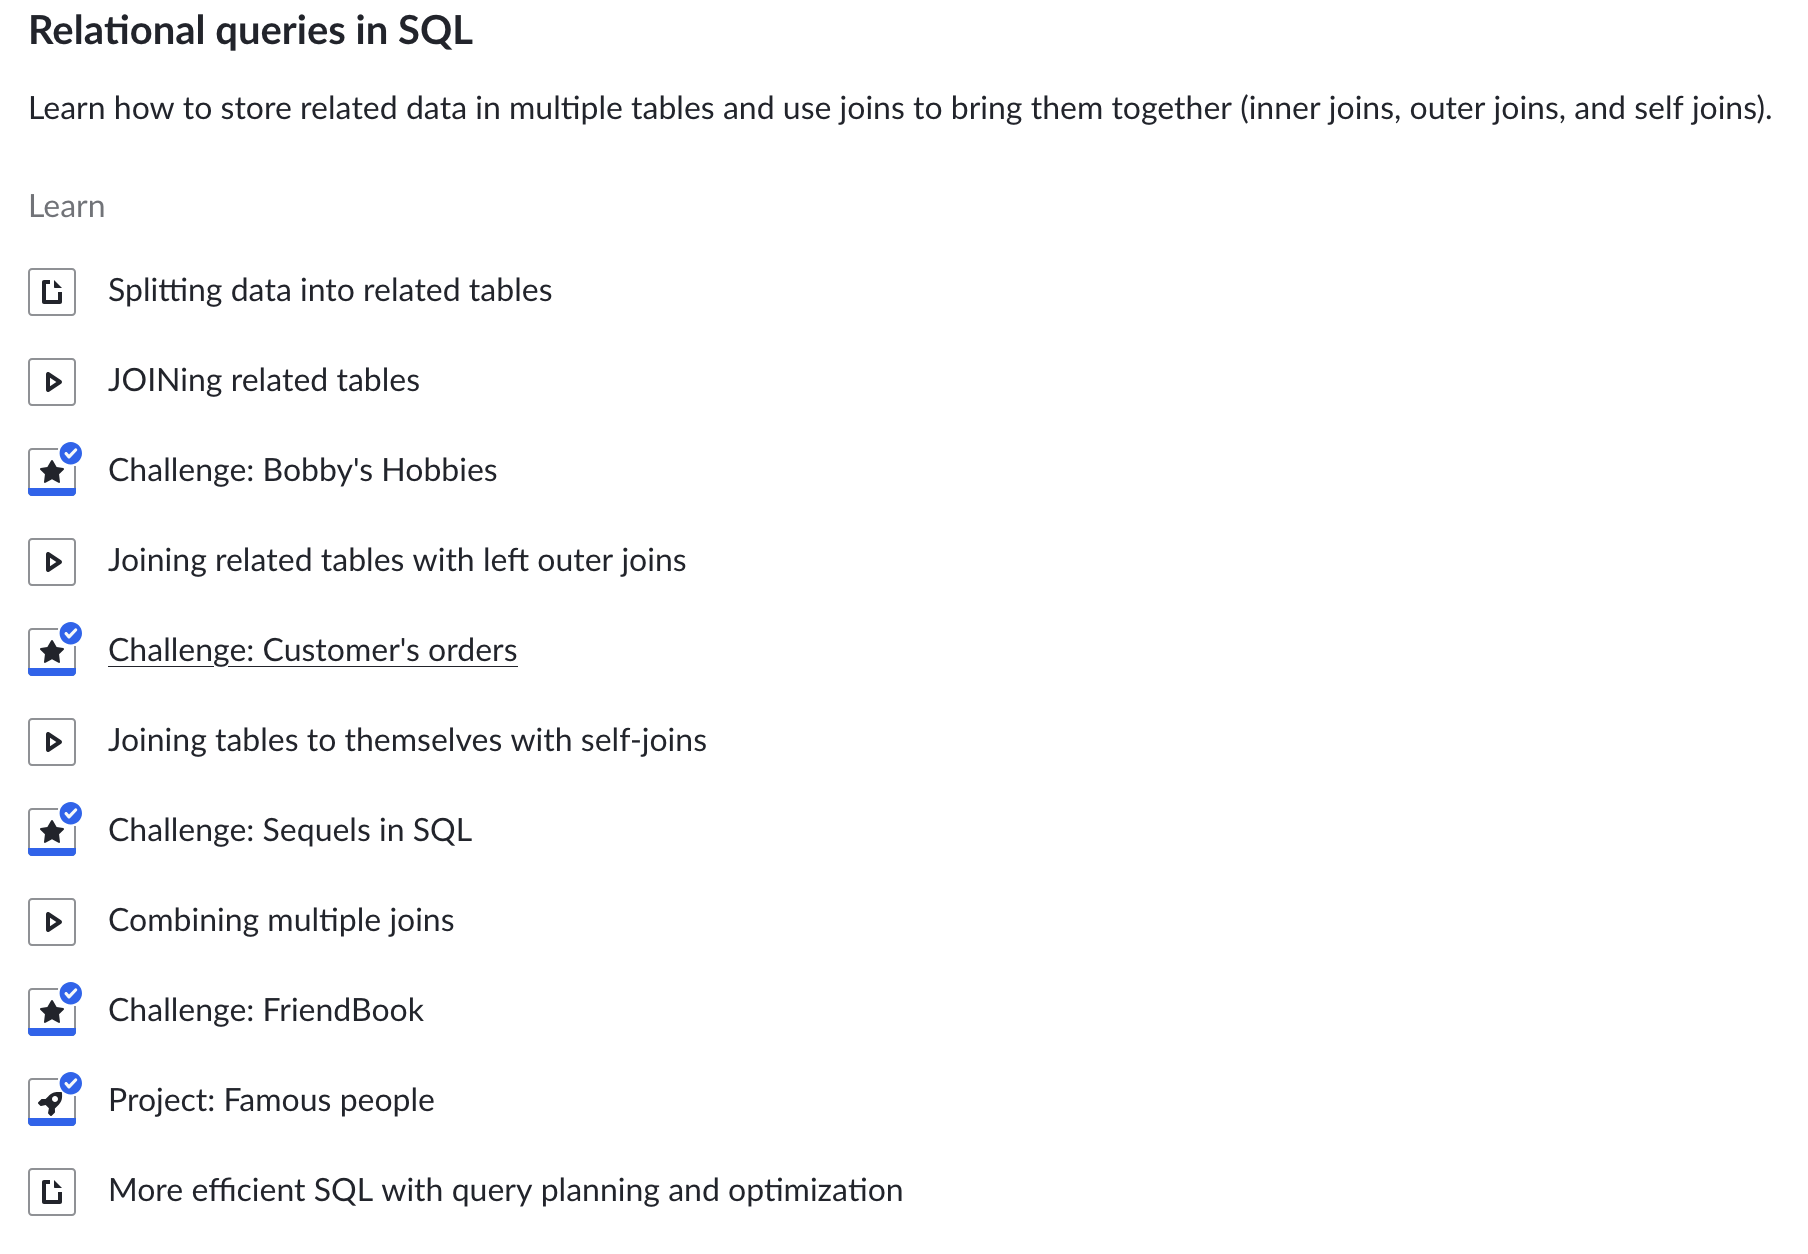 Relational queries in SQL
Learn how to store related data in multiple tables and use joins to bring them together (inner joins, outer joins, and self joins).
Learn
Splitting data into related tables
JOINing related tables
Challenge: Bobby's Hobbies
Joining related tables with left outer joins
Challenge: Customer's orders
Joining tables to themselves with self-joins
Challenge: Sequels in SQL
Combining multiple joins
Challenge: FriendBook
Project: Famous people
More efficient SQL with query planning and optimization